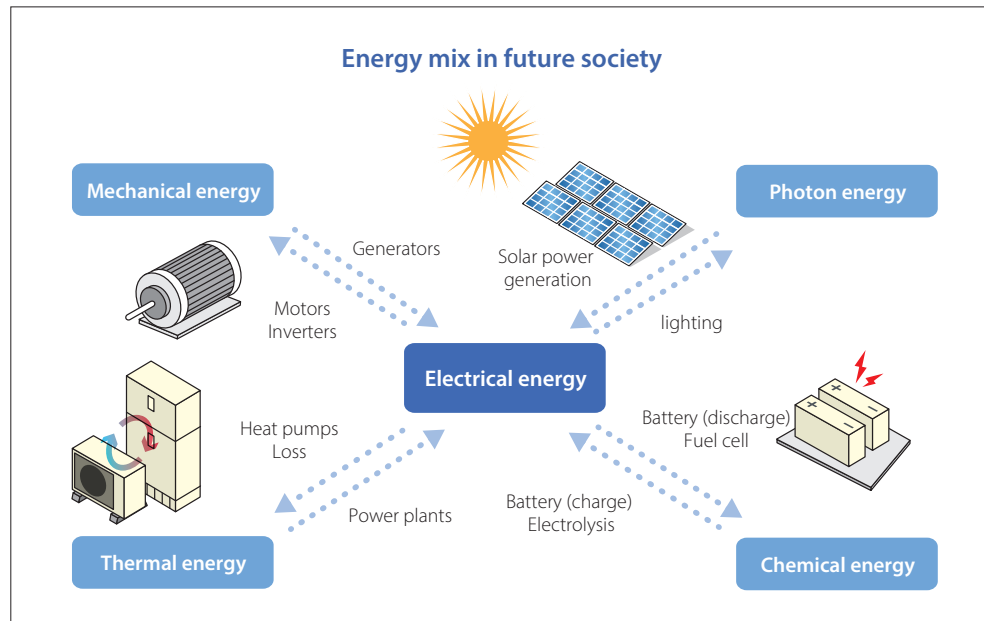 Energy mix in future society
Mechanical energy
Photon energy
Generators
Solar power
generation
Motors
Inverters
lighting
Electrical energy
Heat pumps
Loss
Battery (discharge)
Fuel cell
Power plants
Battery (charge)
Electrolysis
Thermal energy
Chemical energy
+
−
+
−